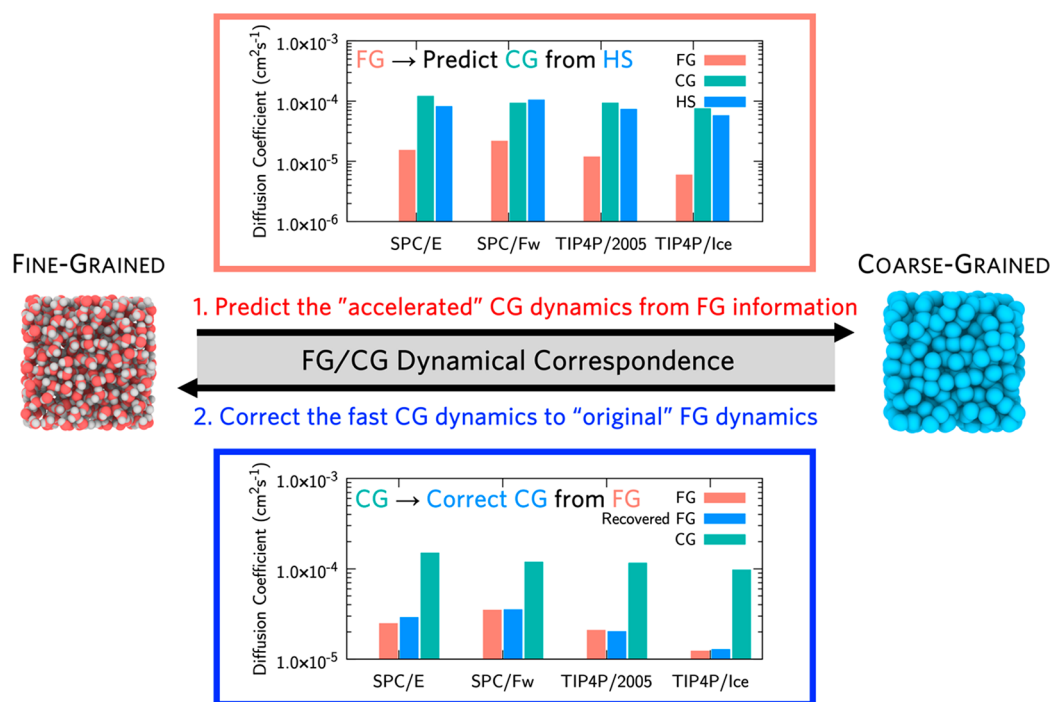 Diffusion Coefficient (cm²s⁻¹)
1.0×10⁻³
1.0×10⁻⁴
1.0×10⁻⁵
1.0×10⁻⁶
FG → Predict CG from HS
FG
CG
HS
SPC/E SPC/Fw TIP4P/2005 TIP4P/Ice
FINE-GRAINED
COARSE-GRAINED
1. Predict the "accelerated" CG dynamics from FG information
FG/CG Dynamical Correspondence
2. Correct the fast CG dynamics to "original" FG dynamics
Diffusion Coefficient (cm²s⁻¹)
1.0×10⁻³
1.0×10⁻⁴
1.0×10⁻⁵
CG → Correct CG from FG
FG
Recovered FG
CG
SPC/E SPC/Fw TIP4P/2005 TIP4P/Ice